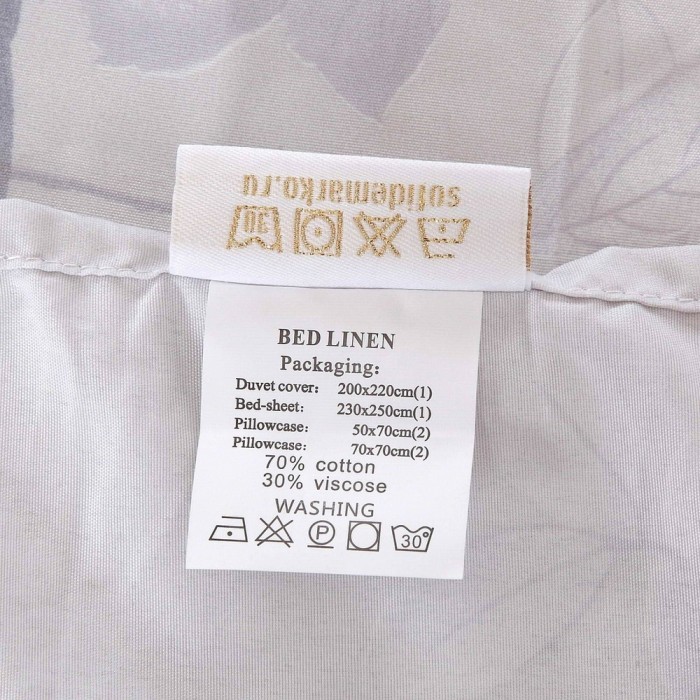 sofidemarko.ru
30
BED LINEN
Packaging:
Duvet cover: 200x220cm(1)
Bed-sheet: 230x250cm(1)
Pillowcase: 50x70cm(2)
Pillowcase: 70x70cm(2)
70% cotton
30% viscose
WASHING
P 30°